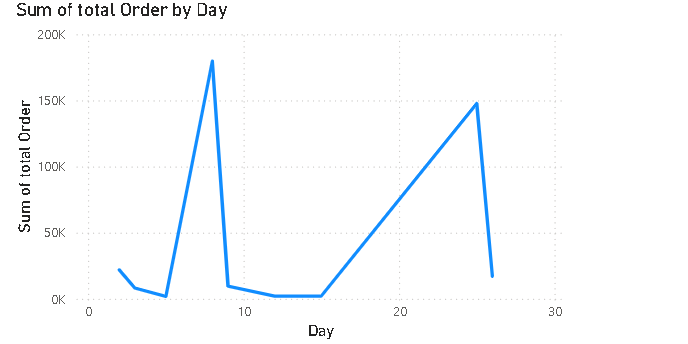 Sum of total Order by Day
200K
150K
100K
50K
0K
Sum of total Order
0 10 20 30
Day